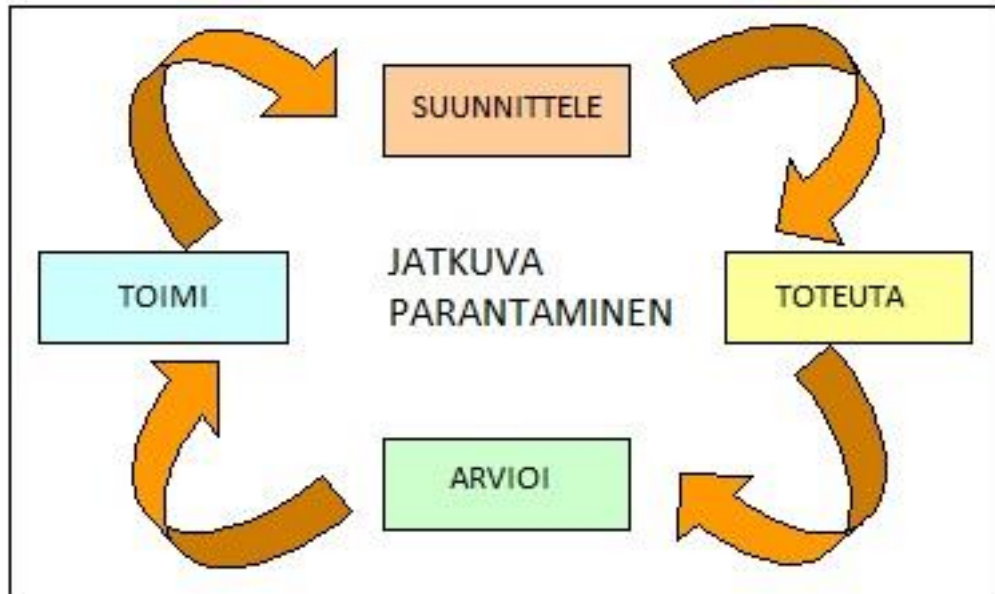 SUUNNITTELE
TOIMI
JATKUVA
PARANTAMINEN
TOTEUTA
ARVIOI